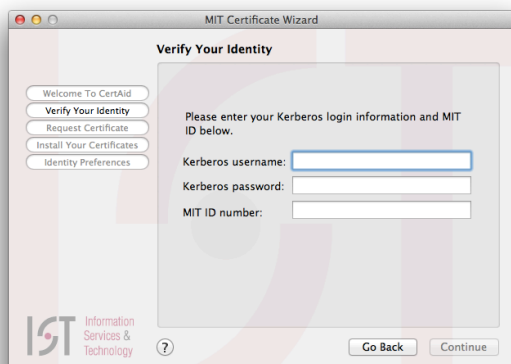 MIT Certificate Wizard
Verify Your Identity
Welcome To CertAid
Verify Your Identity
Request Certificate
Install Your Certificates
Identity Preferences
Please enter your Kerberos login information and MIT
ID below.
Kerberos username:
Kerberos password:
MIT ID number:
IST
Information
Services &
Technology
?
Go Back
Continue